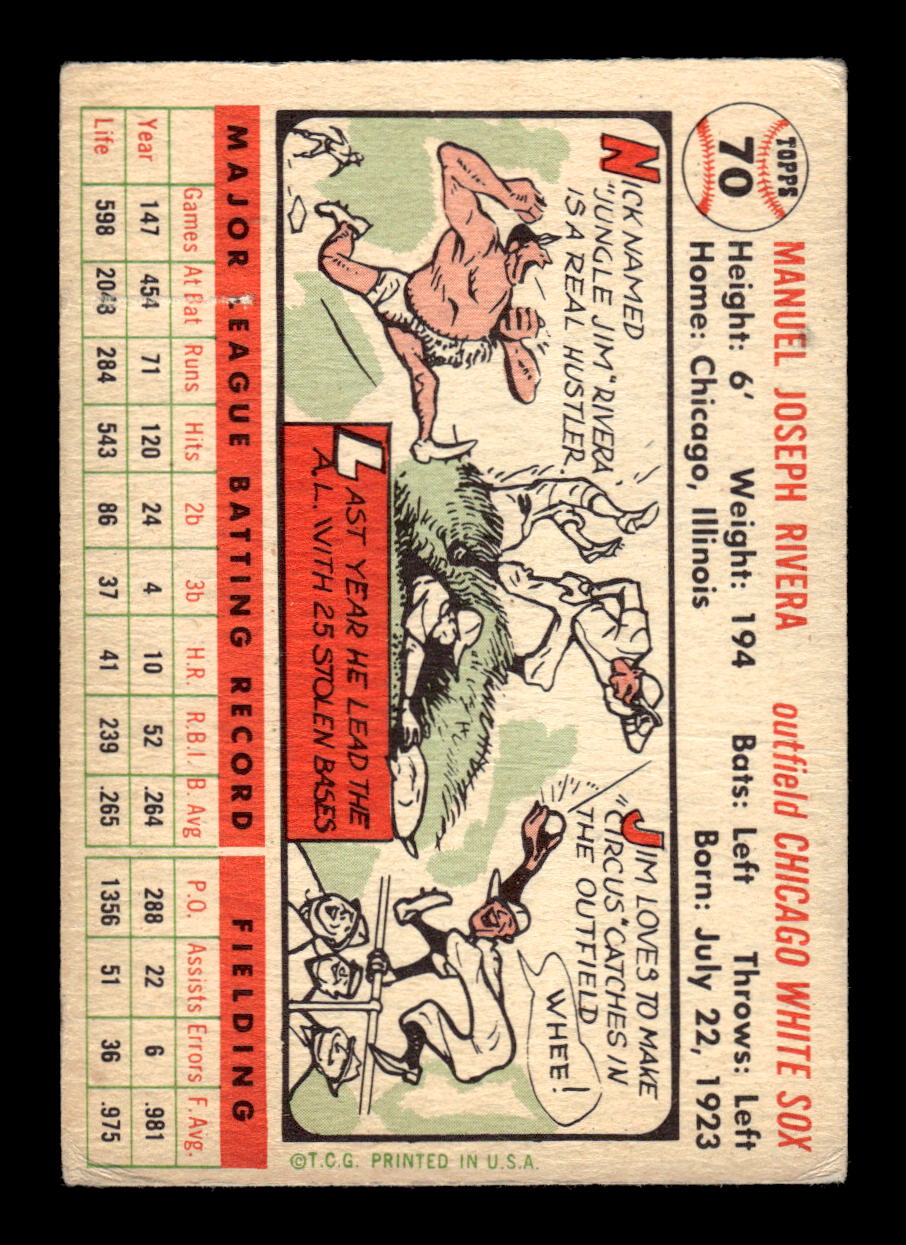 TOPPS
70
MANUEL JOSEPH RIVERA outfield CHICAGO WHITE SOX
Height: 6' Weight: 194 Bats: Left Throws: Left
Home: Chicago, Illinois Born: July 22, 1923
NICK NAMED
"JUNGLE JIM" RIVERA
IS A REAL HUSTLER.
LAST YEAR HE LEAD THE
A.L. WITH 25 STOLEN BASES
JIM LOVES TO MAKE
"CIRCUS" CATCHES IN
THE OUTFIELD
WHEE!
©T.C.G. PRINTED IN U.S.A.
MAJOR LEAGUE BATTING RECORD FIELDING
Games At Bat Runs Hits 2b 3b H.R. R.B.I. B. Avg P.O. Assists Errors F. Avg.
Year 147 454 71 120 24 4 10 52 .264 288 22 6 .981
Life 598 2048 284 543 86 37 41 239 .265 1356 51 36 .975